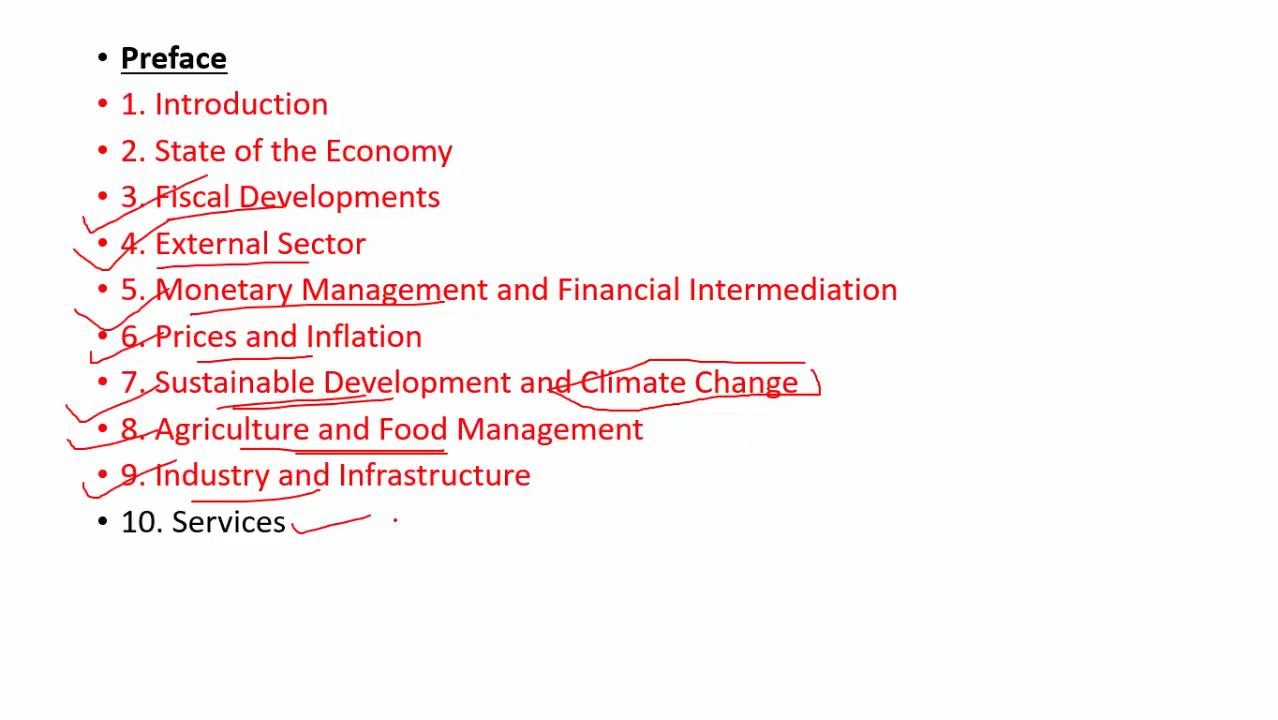 • Preface
• 1. Introduction
• 2. State of the Economy
• 3. Fiscal Developments
• 4. External Sector
• 5. Monetary Management and Financial Intermediation
• 6. Prices and Inflation
• 7. Sustainable Development and Climate Change
• 8. Agriculture and Food Management
• 9. Industry and Infrastructure
• 10. Services